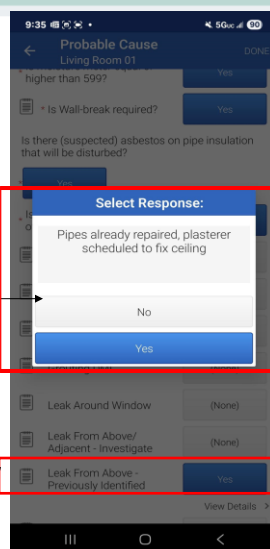 9:35
5G
90
Probable Cause
DONE
Living Room 01
higher than 599?
Yes
* Is Wall-break required?
Yes
Is there (suspected) asbestos on pipe insulation
that will be disturbed?
Yes
Select Response:
Pipes already repaired, plasterer
scheduled to fix ceiling
No
Yes
Leak Around Window
(None)
Leak From Above/
Adjacent - Investigate
(None)
Leak From Above -
Previously Identified
Yes
View Details >